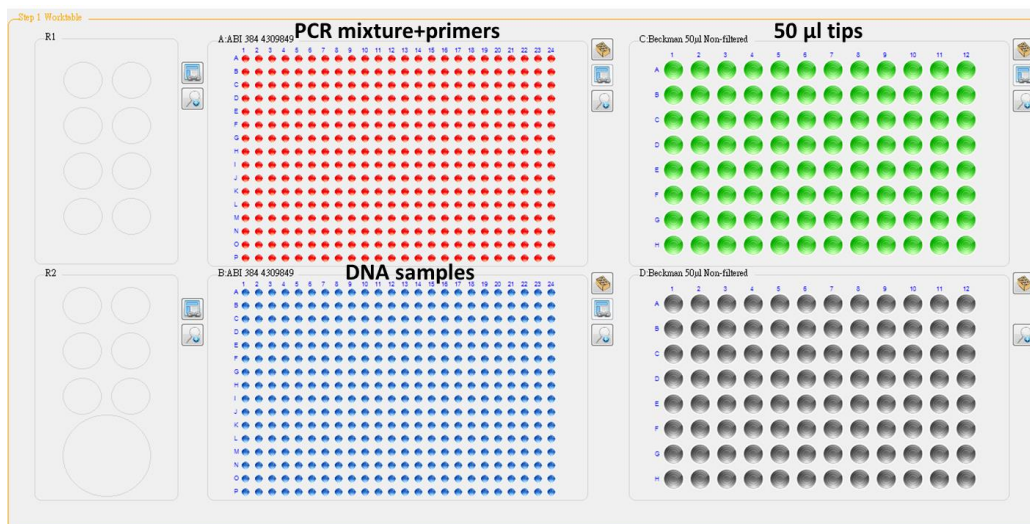 Step 1 Worktable
R1
A:ABI 384 4309849
PCR mixture+primers
1 2 3 4 5 6 7 8 9 10 11 12 13 14 15 16 17 18 19 20 21 22 23 24
A
B
C
D
E
F
G
H
I
J
K
L
M
N
O
P
C:Beckman 50µl Non-filtered
50 µl tips
1 2 3 4 5 6 7 8 9 10 11 12
A
B
C
D
E
F
G
H
R2
B:ABI 384 4309849
DNA samples
1 2 3 4 5 6 7 8 9 10 11 12 13 14 15 16 17 18 19 20 21 22 23 24
A
B
C
D
E
F
G
H
I
J
K
L
M
N
O
P
D:Beckman 50µl Non-filtered
1 2 3 4 5 6 7 8 9 10 11 12
A
B
C
D
E
F
G
H